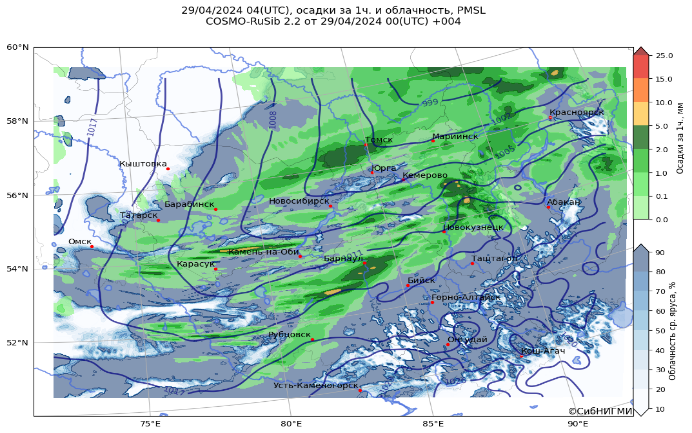 29/04/2024 04(UTC), осадки за 1ч. и облачность, PMSL
COSMO-RuSib 2.2 от 29/04/2024 00(UTC) +004
60°N
58°N
56°N
54°N
52°N
75°E
80°E
85°E
90°E
1017
1008
999
1002
1005
Красноярск
Томск
Мариинск
Кыштовка
Юрга
Кемерово
Барабинск
Новосибирск
Абакан
Татарск
Новокузнецк
Омск
Камень-на-Оби
Карасук
Барнаул
Таштагол
Бийск
Горно-Алтайск
Рубцовск
Онгудай
Кош-Агач
Усть-Каменогорск
©СибНИГМИ
25.0
15.0
10.0
5.0
2.0
1.0
0.1
0.0
Осадки за 1ч., мм
90
80
70
60
50
40
30
20
10
Облачность ср. яруса, %